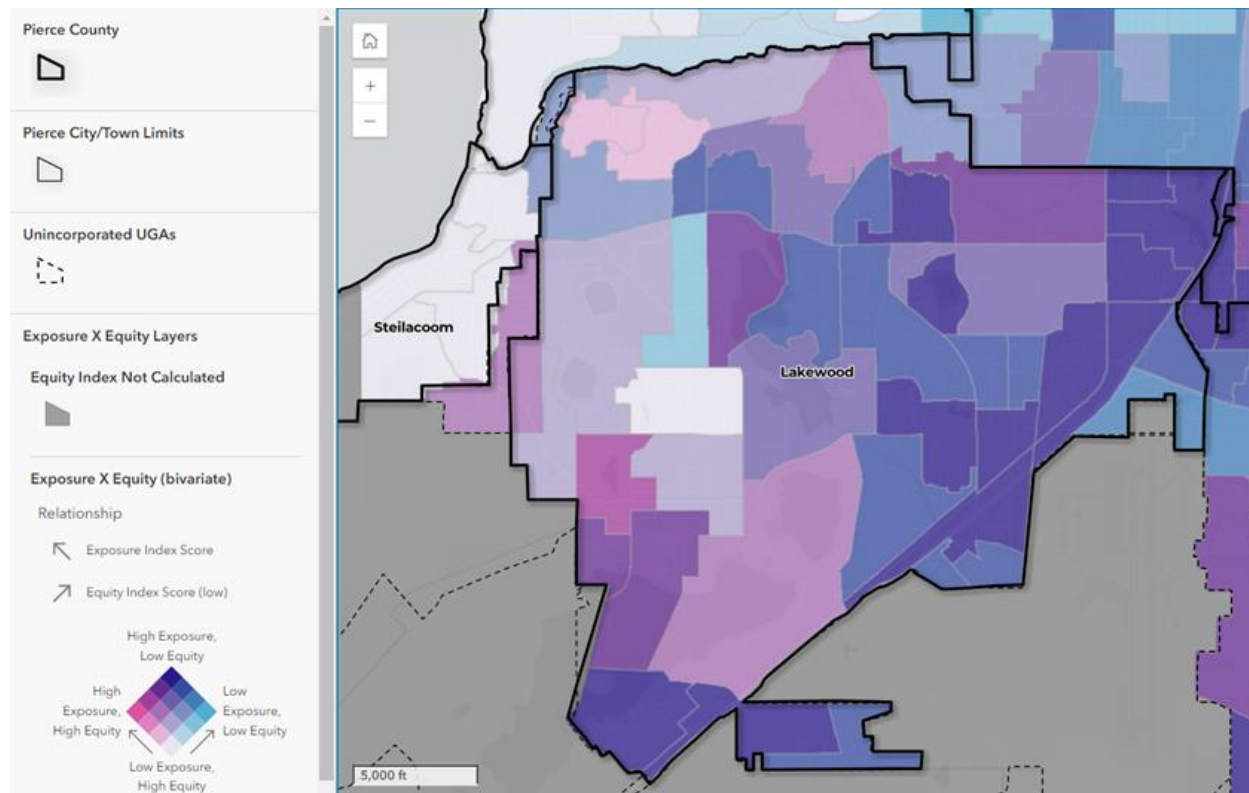 Pierce County
Pierce City/Town Limits
Unincorporated UGAs
Exposure X Equity Layers
Equity Index Not Calculated
Exposure X Equity (bivariate)
Relationship
Exposure Index Score
Equity Index Score (low)
High Exposure,
Low Equity
High
Exposure,
High Equity
Low
Exposure,
Low Equity
Low Exposure,
High Equity
+
−
Steilacoom
Lakewood
5,000 ft